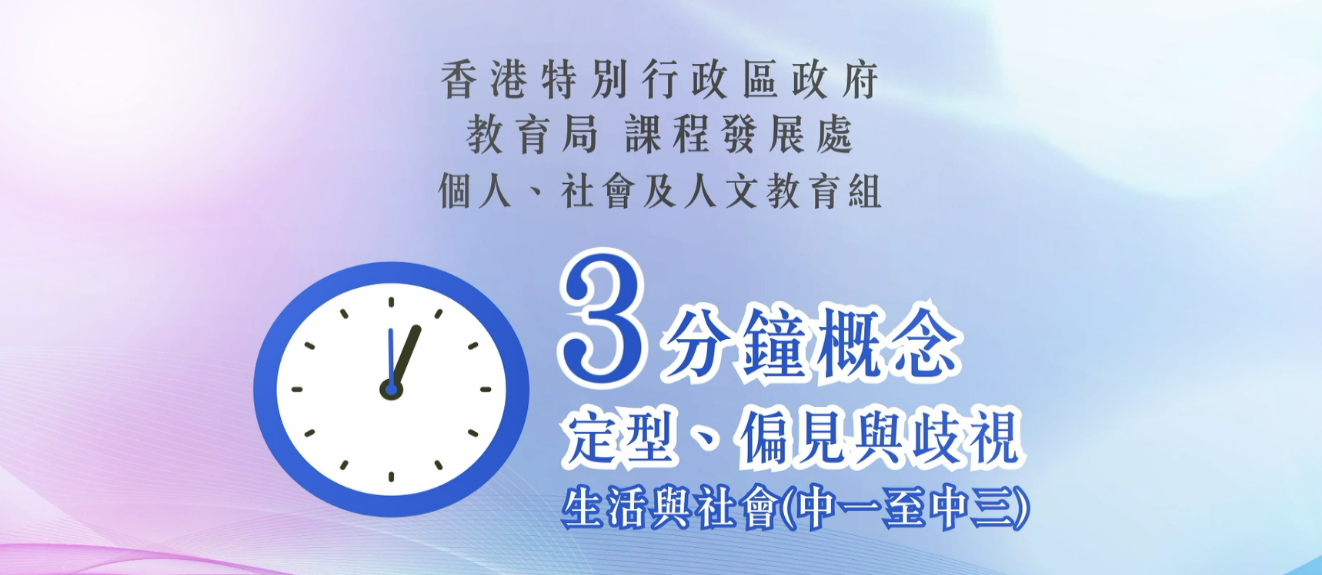 香港特別行政區政府
教育局 課程發展處
個人、社會及人文教育組
3分鐘概念
定型、偏見與歧視
生活與社會(中一至中三)